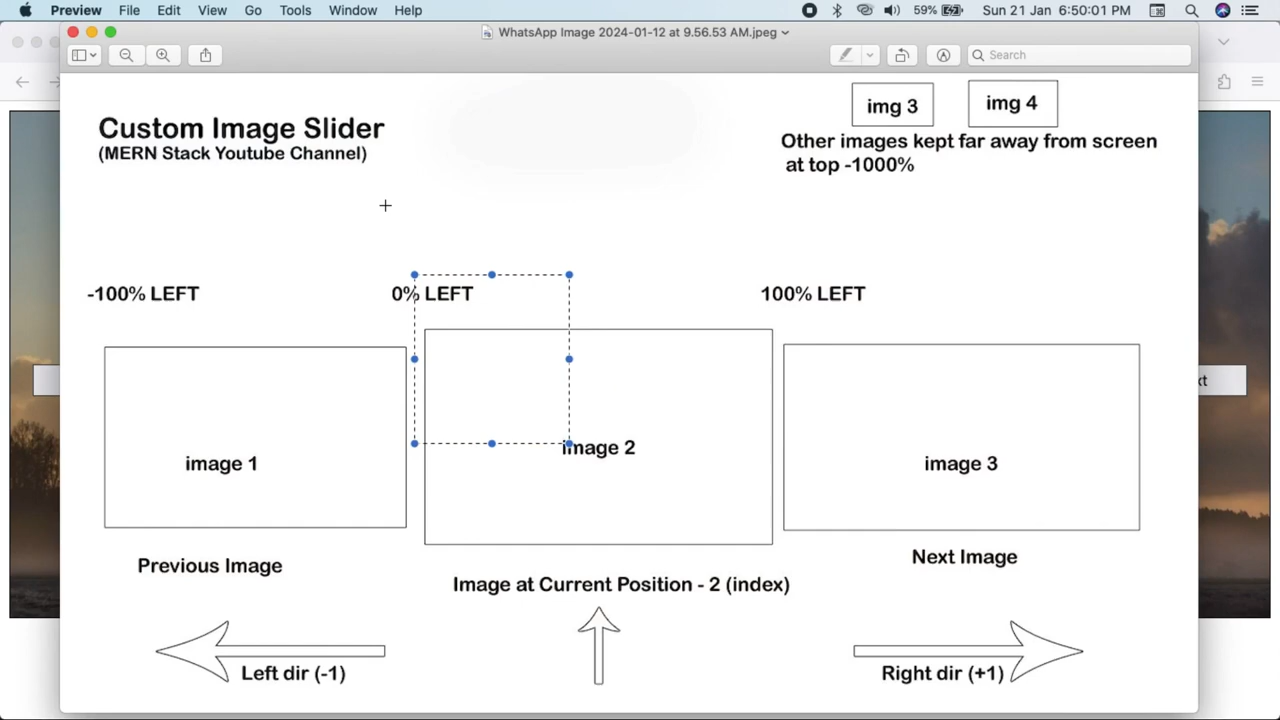 Preview File Edit View Go Tools Window Help 59% Sun 21 Jan 6:50:01 PM
WhatsApp Image 2024-01-12 at 9.56.53 AM.jpeg
Search
img 3 img 4
Custom Image Slider
(MERN Stack Youtube Channel)
Other images kept far away from screen
at top -1000%
-100% LEFT 0% LEFT 100% LEFT
image 1 image 2 image 3
Previous Image
Next Image
Image at Current Position - 2 (index)
Left dir (-1)
Right dir (+1)